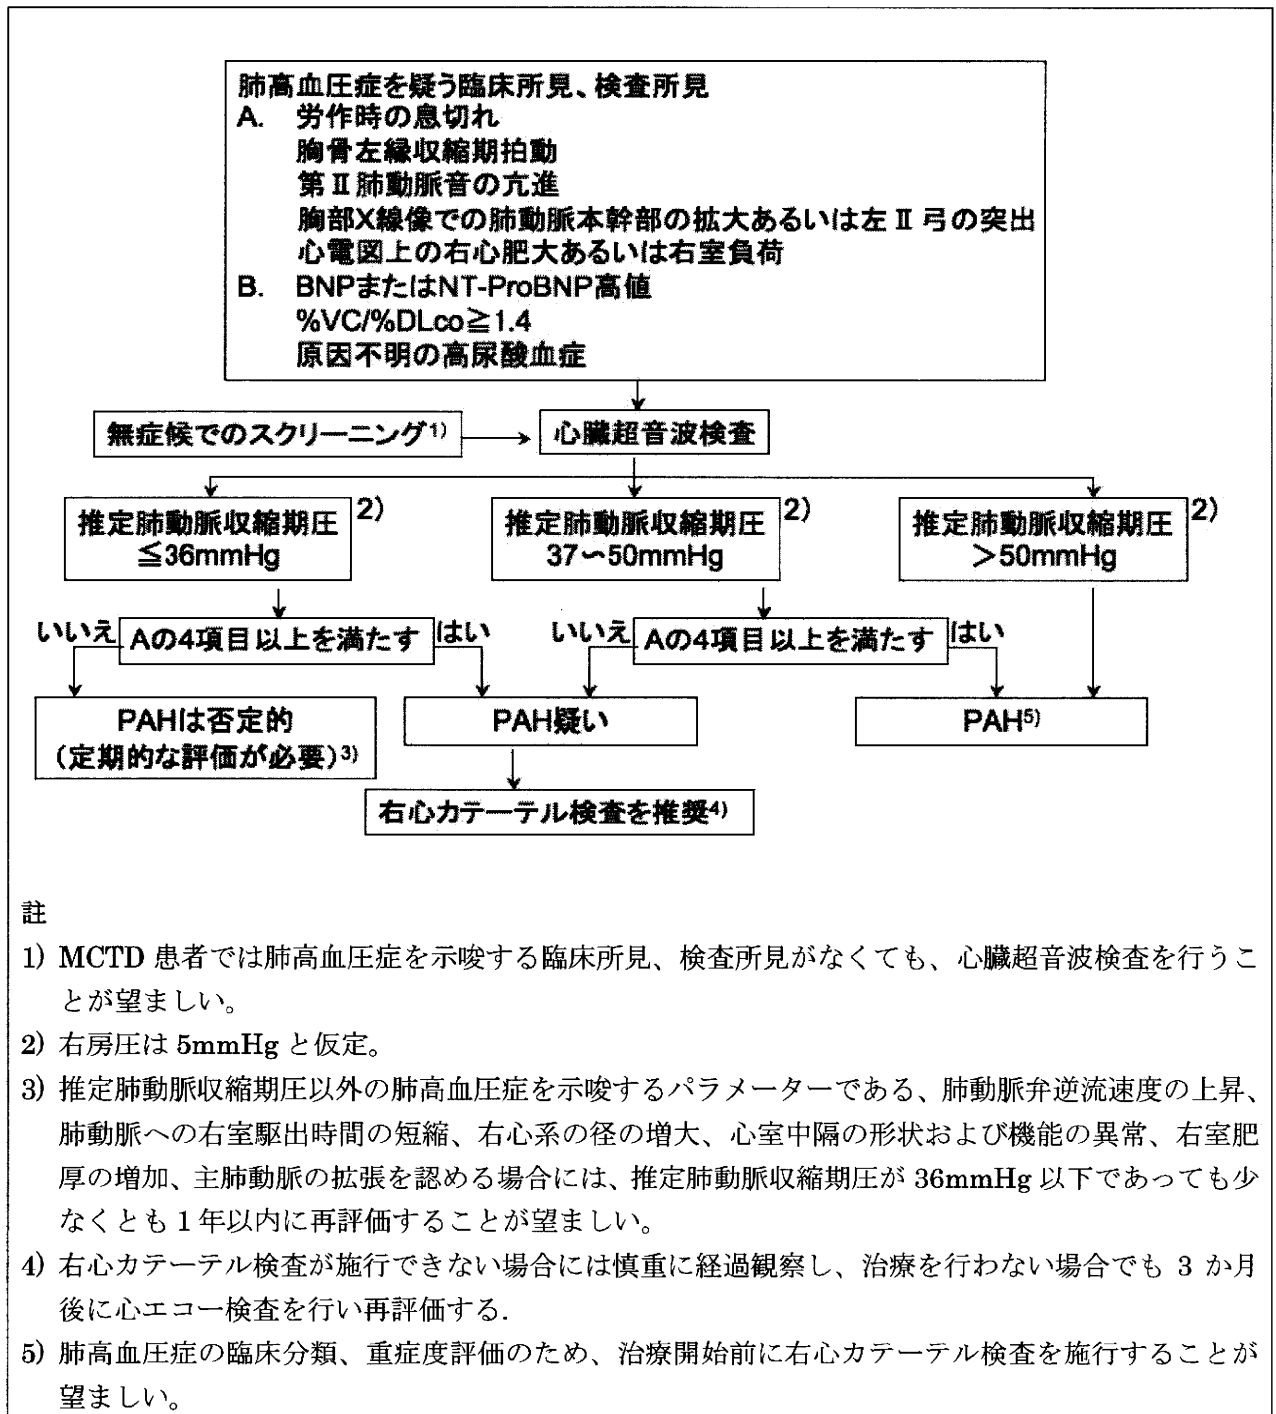 肺高血圧症を疑う臨床所見、検査所見
A. 労作時の息切れ
胸骨左縁収縮期拍動
第Ⅱ肺動脈音の亢進
胸部X線像での肺動脈本幹部の拡大あるいは左Ⅱ弓の突出
心電図上の右心肥大あるいは右室負荷
B. BNPまたはNT-ProBNP高値
%VC/%DLco≧1.4
原因不明の高尿酸血症
無症候でのスクリーニング1)
心臓超音波検査
推定肺動脈収縮期圧 2)
≦36mmHg
推定肺動脈収縮期圧 2)
37〜50mmHg
推定肺動脈収縮期圧 2)
>50mmHg
いいえ Aの4項目以上を満たす はい
いいえ Aの4項目以上を満たす はい
PAHは否定的
(定期的な評価が必要)3)
PAH疑い
PAH5)
右心カテーテル検査を推奨4)
註
1) MCTD 患者では肺高血圧症を示唆する臨床所見、検査所見がなくても、心臓超音波検査を行うこ
とが望ましい。
2) 右房圧は 5mmHg と仮定。
3) 推定肺動脈収縮期圧以外の肺高血圧症を示唆するパラメーターである、肺動脈弁逆流速度の上昇、
肺動脈への右室駆出時間の短縮、右心系の径の増大、心室中隔の形状および機能の異常、右室肥
厚の増加、主肺動脈の拡張を認める場合には、推定肺動脈収縮期圧が 36mmHg 以下であっても少
なくとも 1 年以内に再評価することが望ましい。
4) 右心カテーテル検査が施行できない場合には慎重に経過観察し、治療を行わない場合でも 3 か月
後に心エコー検査を行い再評価する.
5) 肺高血圧症の臨床分類、重症度評価のため、治療開始前に右心カテーテル検査を施行することが
望ましい。